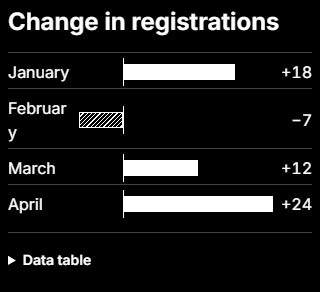 Change in registrations
January +18
Februar −7
y
March +12
April +24
Data table